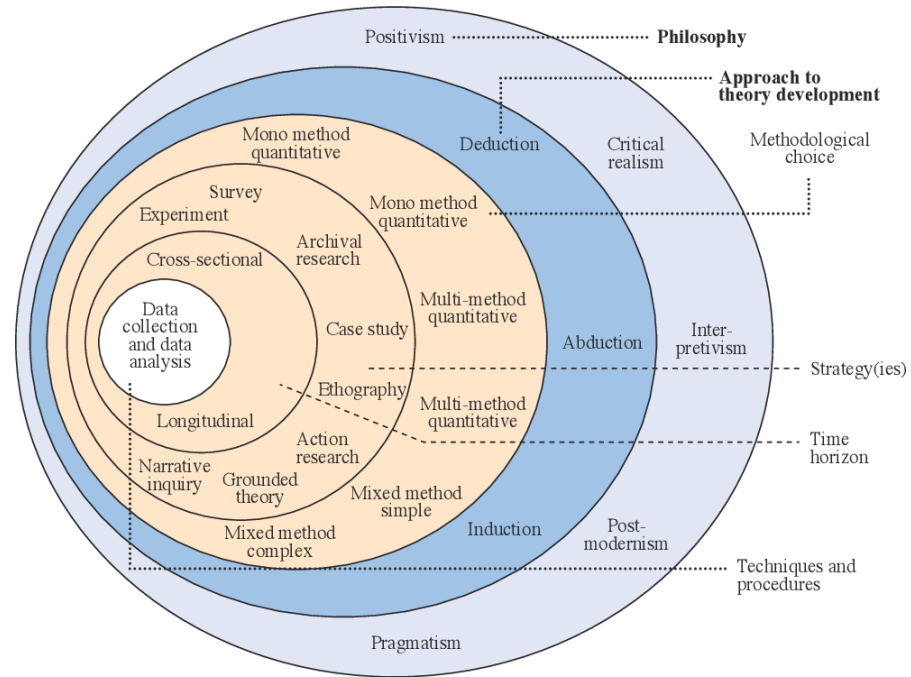 Positivism
Philosophy
Approach to
theory development
Mono method
quantitative
Deduction
Critical
realism
Methodological
choice
Survey
Experiment
Mono method
quantitative
Archival
research
Cross-sectional
Data
collection
and data
analysis
Multi-method
quantitative
Case study
Abduction
Inter-
pretivism
Strategy(ies)
Ethography
Multi-method
quantitative
Longitudinal
Time
horizon
Action
research
Narrative
inquiry
Grounded
theory
Mixed method
simple
Mixed method
complex
Induction
Post-
modernism
Techniques and
procedures
Pragmatism